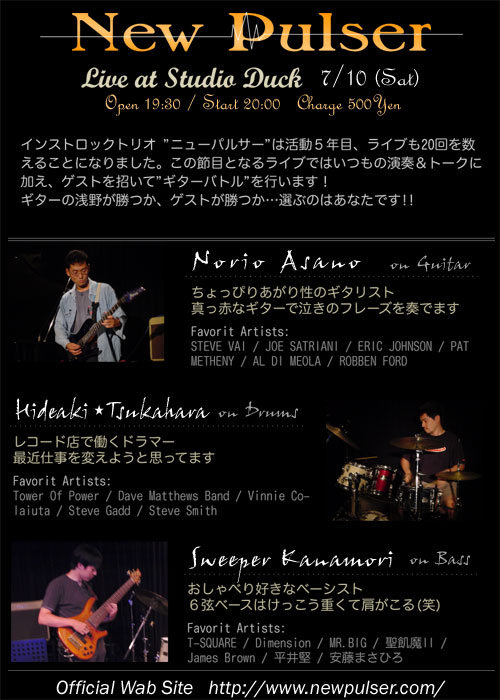 New Pulser
Live at Studio Duck 7/10 (Sat)
Open 19:30 / Start 20:00 Charge 500Yen
インストロックトリオ ”ニューパルサー”は活動５年目、ライブも20回を数
えることになりました。この節目となるライブではいつもの演奏＆トークに
加え、ゲストを招いて”ギターバトル”を行います！
ギターの浅野が勝つか、ゲストが勝つか…選ぶのはあなたです!!
Norio Asano on Guitar
ちょっぴりあがり性のギタリスト
真っ赤なギターで泣きのフレーズを奏でます
Favorit Artists:
STEVE VAI / JOE SATRIANI / ERIC JOHNSON / PAT
METHENY / AL DI MEOLA / ROBBEN FORD
Hideaki★Tsukahara on Drums
レコード店で働くドラマー
最近仕事を変えようと思ってます
Favorit Artists:
Tower Of Power / Dave Matthews Band / Vinnie Co-
laiuta / Steve Gadd / Steve Smith
Sweeper Kanamori on Bass
おしゃべり好きなベーシスト
６弦ベースはけっこう重くて肩がこる(笑)
Favorit Artists:
T-SQUARE / Dimension / MR.BIG / 聖飢魔II /
James Brown / 平井堅 / 安藤まさひろ
Official Wab Site http://www.newpulser.com/